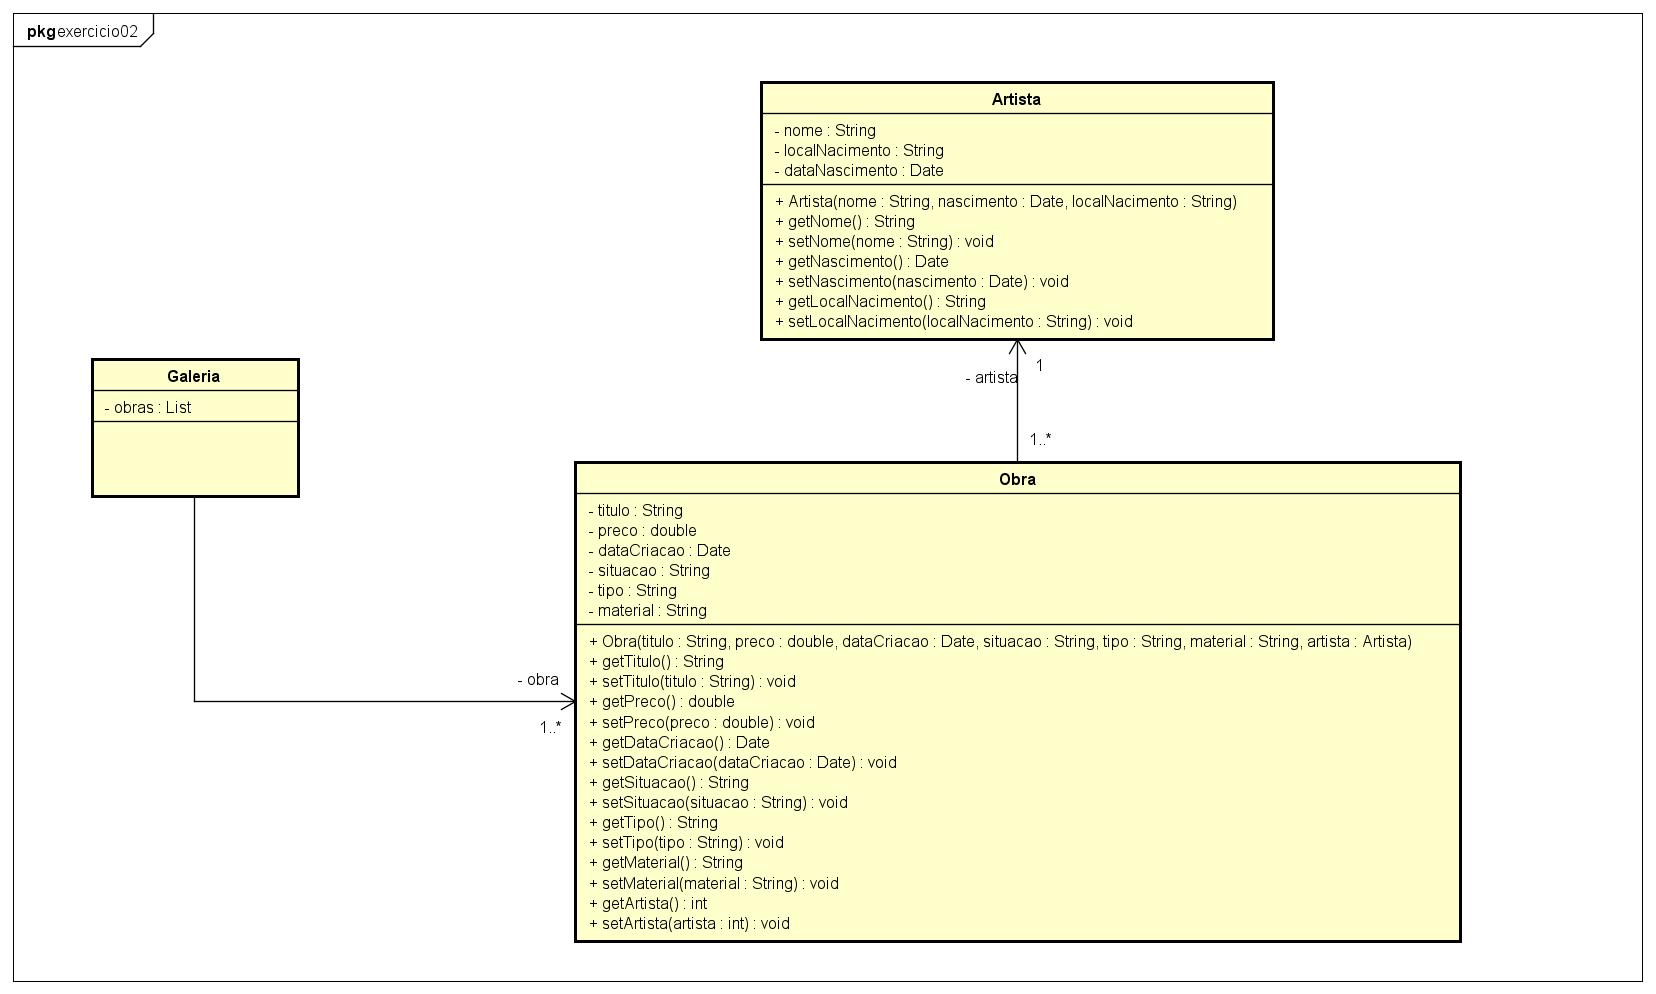 pkg exercicio02
Artista
- nome : String
- localNacimento : String
- dataNascimento : Date
+ Artista(nome : String, nascimento : Date, localNacimento : String)
+ getNome() : String
+ setNome(nome : String) : void
+ getNascimento() : Date
+ setNascimento(nascimento : Date) : void
+ getLocalNacimento() : String
+ setLocalNacimento(localNacimento : String) : void
1
- artista
1..*
Galeria
- obras : List
- obra
1..*
Obra
- titulo : String
- preco : double
- dataCriacao : Date
- situacao : String
- tipo : String
- material : String
+ Obra(titulo : String, preco : double, dataCriacao : Date, situacao : String, tipo : String, material : String, artista : Artista)
+ getTitulo() : String
+ setTitulo(titulo : String) : void
+ getPreco() : double
+ setPreco(preco : double) : void
+ getDataCriacao() : Date
+ setDataCriacao(dataCriacao : Date) : void
+ getSituacao() : String
+ setSituacao(situacao : String) : void
+ getTipo() : String
+ setTipo(tipo : String) : void
+ getMaterial() : String
+ setMaterial(material : String) : void
+ getArtista() : int
+ setArtista(artista : int) : void